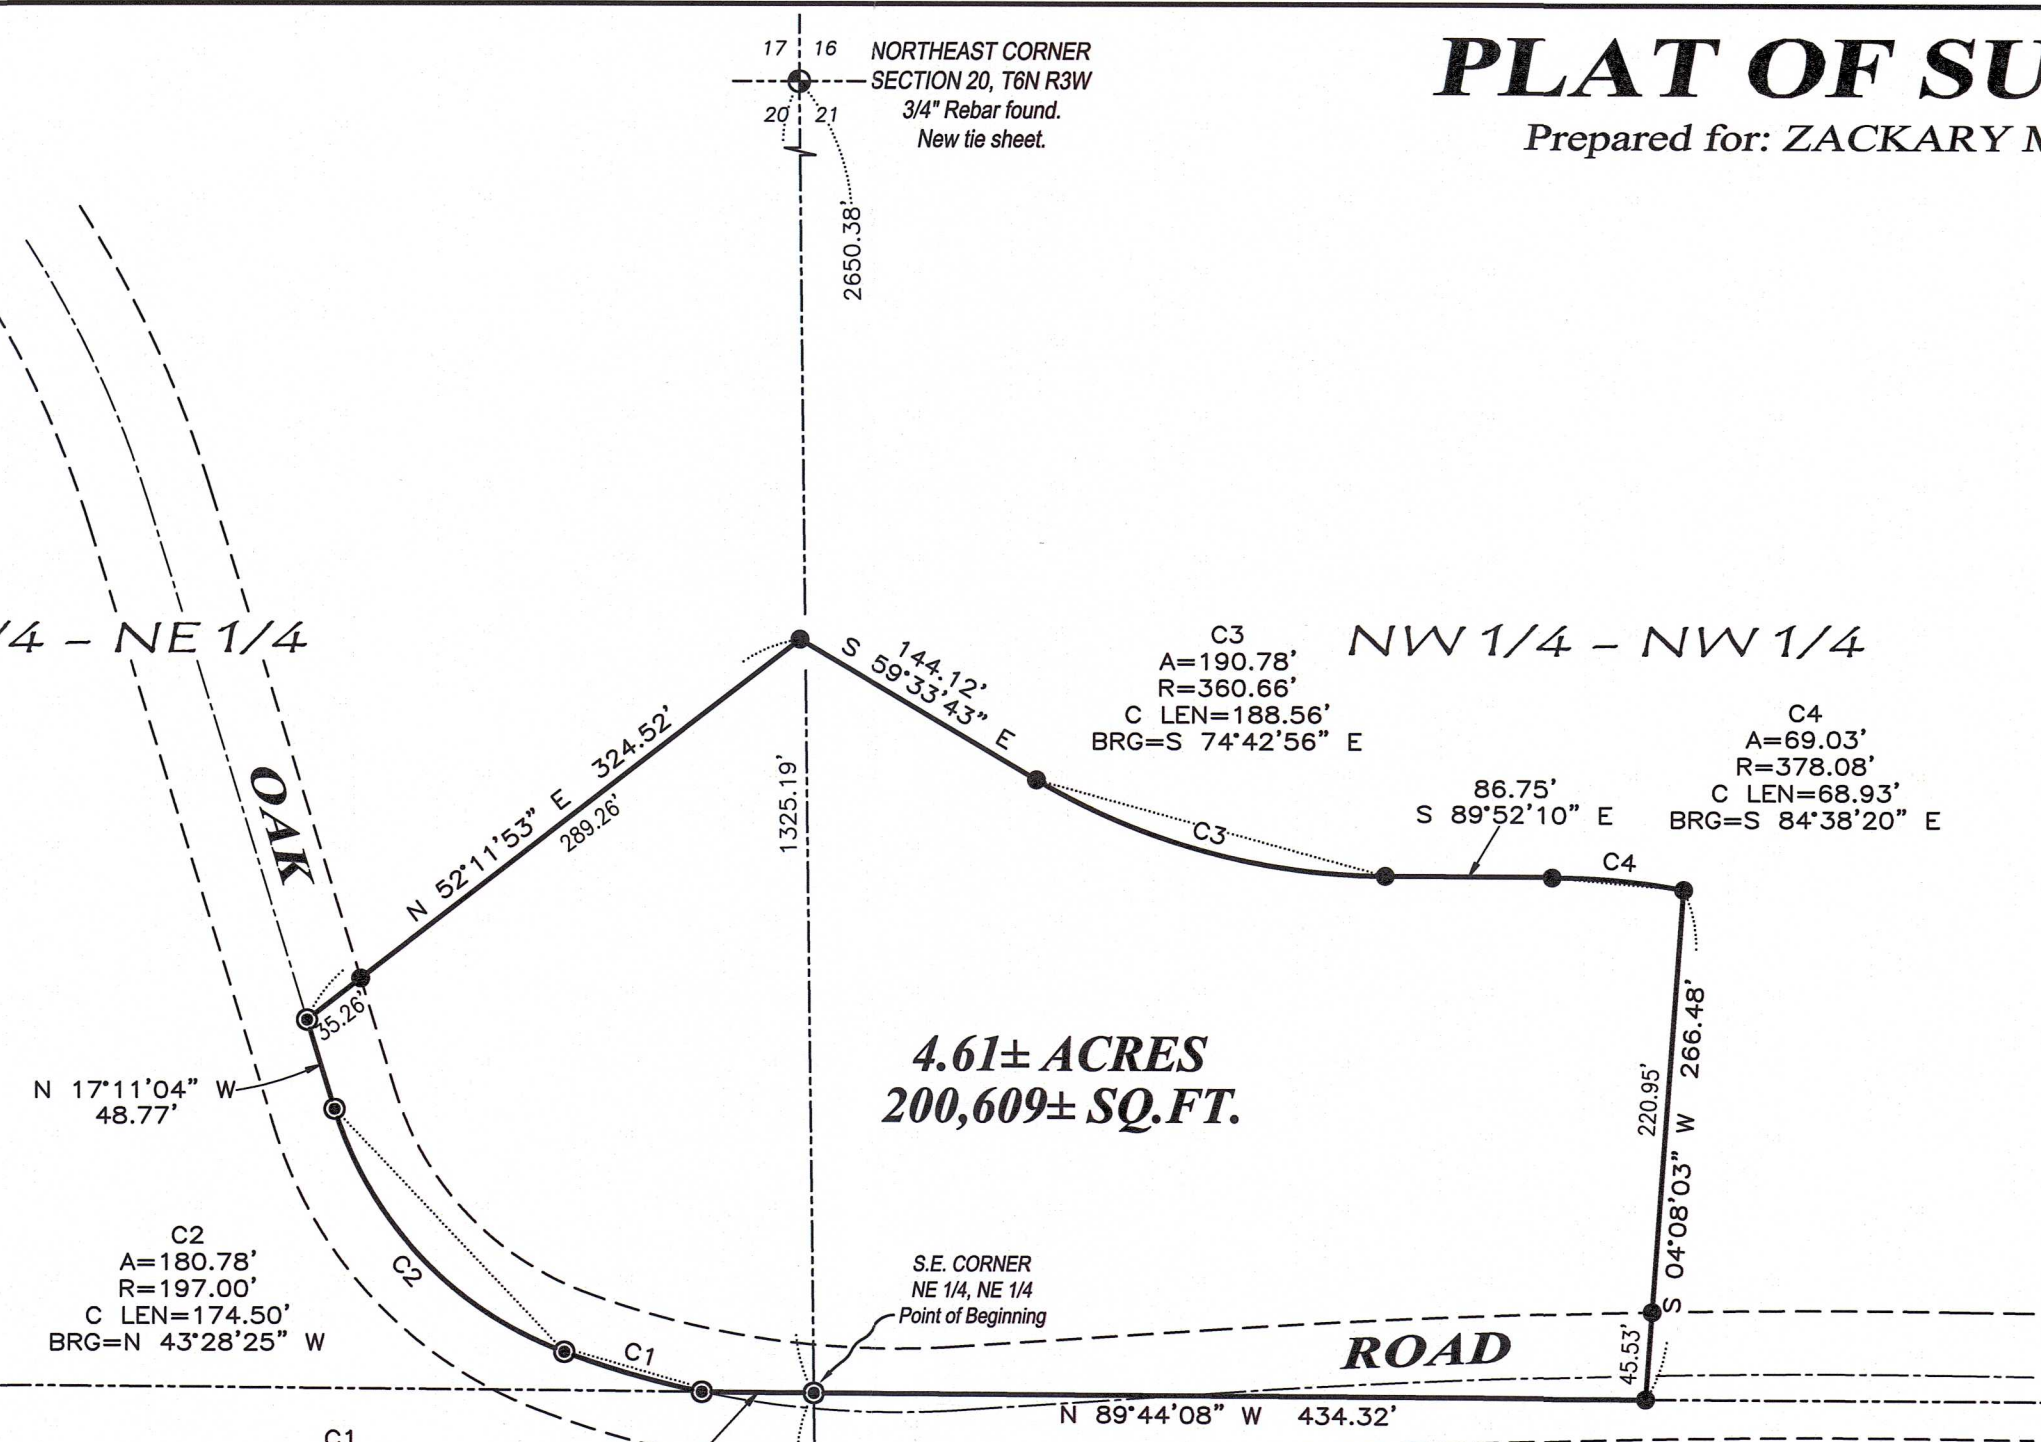 17 16
NORTHEAST CORNER
SECTION 20, T6N R3W
3/4" Rebar found.
New tie sheet.
20 21
2650.38'
PLAT OF SU
Prepared for: ZACKARY
/4 - NE 1/4
NW 1/4 - NW 1/4
144.12'
S 59°33'43" E
C3
A=190.78'
R=360.66'
C LEN=188.56'
BRG=S 74°42'56" E
C4
A=69.03'
R=378.08'
C LEN=68.93'
BRG=S 84°38'20" E
86.75'
S 89°52'10" E
C3
C4
N 52°11'53" E 324.52'
289.26'
35.26'
1325.19'
OAK
N 17°11'04" W
48.77'
4.61± ACRES
200,609± SQ.FT.
S 04°08'03" W 266.48'
220.95'
45.53'
C2
A=180.78'
R=197.00'
C LEN=174.50'
BRG=N 43°28'25" W
C2
C1
S.E. CORNER
NE 1/4, NE 1/4
Point of Beginning
ROAD
N 89°44'08" W 434.32'
C1